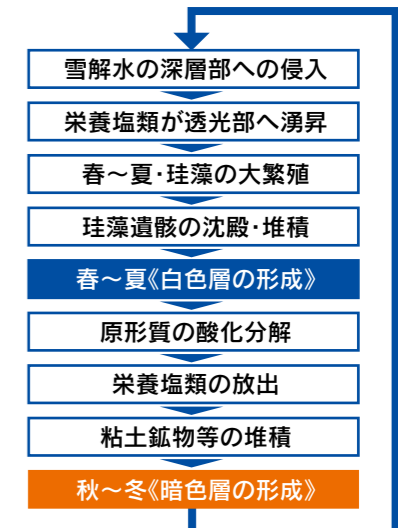 雪解水の深層部への侵入
栄養塩類が透光部へ湧昇
春〜夏･珪藻の大繁殖
珪藻遺骸の沈殿･堆積
春〜夏《白色層の形成》
原形質の酸化分解
栄養塩類の放出
粘土鉱物等の堆積
秋〜冬《暗色層の形成》